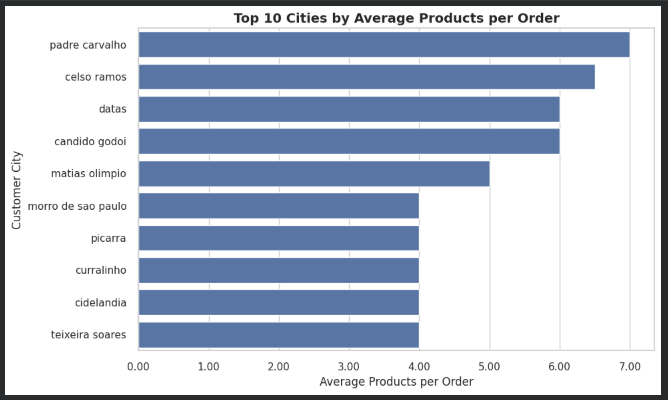 Top 10 Cities by Average Products per Order
Customer City
padre carvalho
celso ramos
datas
candido godoi
matias olimpio
morro de sao paulo
picarra
curralinho
cidelandia
teixeira soares
0.00 1.00 2.00 3.00 4.00 5.00 6.00 7.00
Average Products per Order